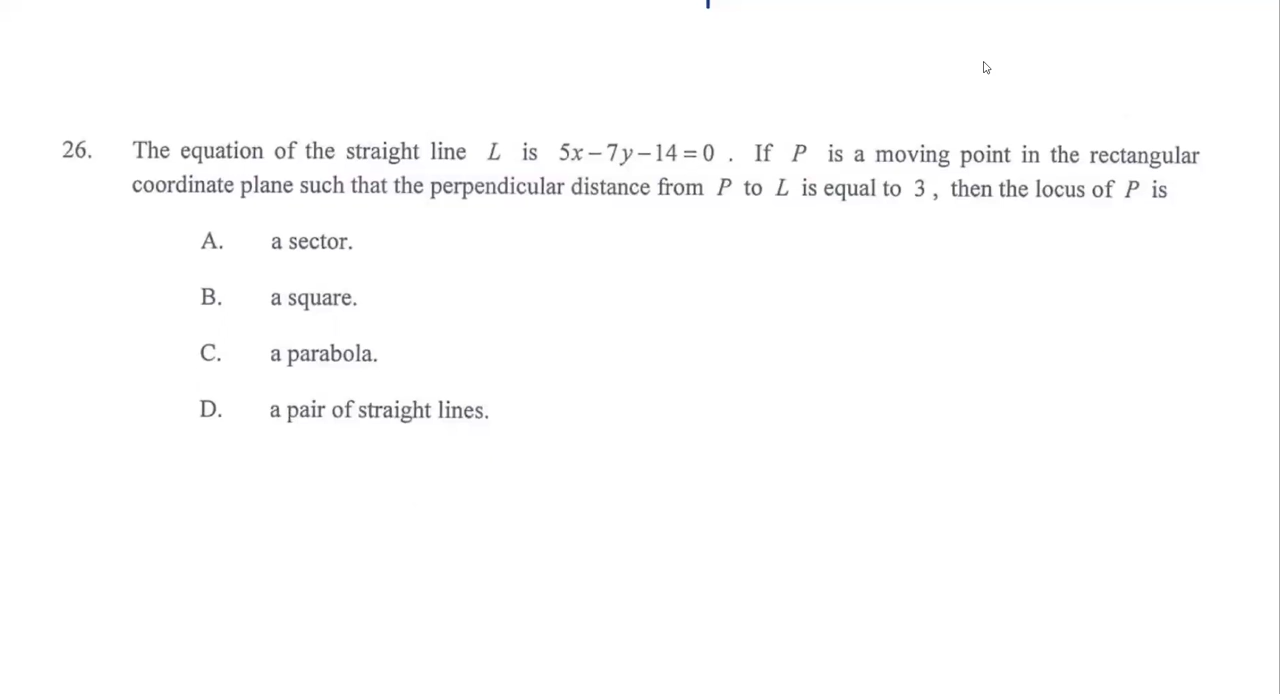 26. The equation of the straight line L is 5x−7y−14=0 . If P is a moving point in the rectangular
coordinate plane such that the perpendicular distance from P to L is equal to 3 , then the locus of P is
A. a sector.
B. a square.
C. a parabola.
D. a pair of straight lines.